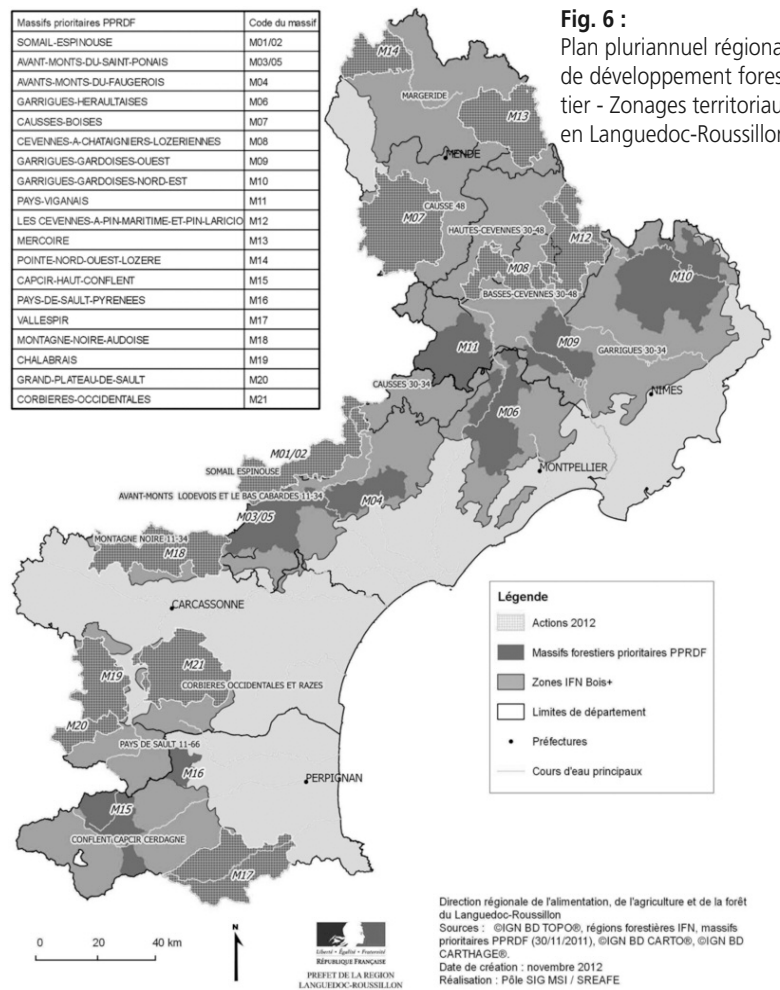 Massifs prioritaires PPRDF Code du massif
SOMAIL-ESPINOUSE M01/02
AVANT-MONTS-DU-SAINT-PONAIS M03/05
AVANTS-MONTS-DU-FAUGEROIS M04
GARRIGUES-HERAULTAISES M06
CAUSSES-BOISES M07
CEVENNES-A-CHATAIGNIERS-LOZERIENNES M08
GARRIGUES-GARDOISES-OUEST M09
GARRIGUES-GARDOISES-NORD-EST M10
PAYS-VIGANAIS M11
LES CEVENNES-A-PIN-MARITIME-ET-PIN-LARICIO M12
MERCOIRE M13
POINTE-NORD-OUEST-LOZERE M14
CAPCIR-HAUT-CONFLENT M15
PAYS-DE-SAULT-PYRENEES M16
VALLESPIR M17
MONTAGNE-NOIRE-AUDOISE M18
CHALABRAIS M19
GRAND-PLATEAU-DE-SAULT M20
CORBIERES-OCCIDENTALES M21
Fig. 6 :
Plan pluriannuel régiona
de développement fores
tier - Zonages territoriau
en Languedoc-Roussillon
M14
MARGERIDE
M13
MENDE
M07
CAUSSE 48
HAUTES-CEVENNES 30-48
M12
M08
BASSES-CEVENNES 30-48
M10
M11
M09
GARRIGUES 30-34
CAUSSES 30-34
NIMES
M06
M01/02
SOMAIL ESPINOUSE
MONTPELLIER
AVANT-MONTS LODEVOIS ET LE BAS CABARDES 11-34
M04
M03/05
MONTAGNE NOIRE 11-34
M18
CARCASSONNE
M19
M21
CORBIERES OCCIDENTALES ET RAZES
M20
PAYS DE SAULT 11-66
M16
PERPIGNAN
M15
CONFLENT CAPCIR CERDAGNE
M17
Légende
Actions 2012
Massifs forestiers prioritaires PPRDF
Zones IFN Bois+
Limites de département
Préfectures
Cours d'eau principaux
0 20 40 km
N
Liberté • Égalité • Fraternité
RÉPUBLIQUE FRANÇAISE
PREFET DE LA REGION
LANGUEDOC-ROUSSILLON
Direction régionale de l'alimentation, de l'agriculture et de la forêt
du Languedoc-Roussillon
Sources : ©IGN BD TOPO®, régions forestières IFN, massifs
prioritaires PPRDF (30/11/2011), ©IGN BD CARTO®, ©IGN BD
CARTHAGE®.
Date de création : novembre 2012
Réalisation : Pôle SIG MSI / SREAFE